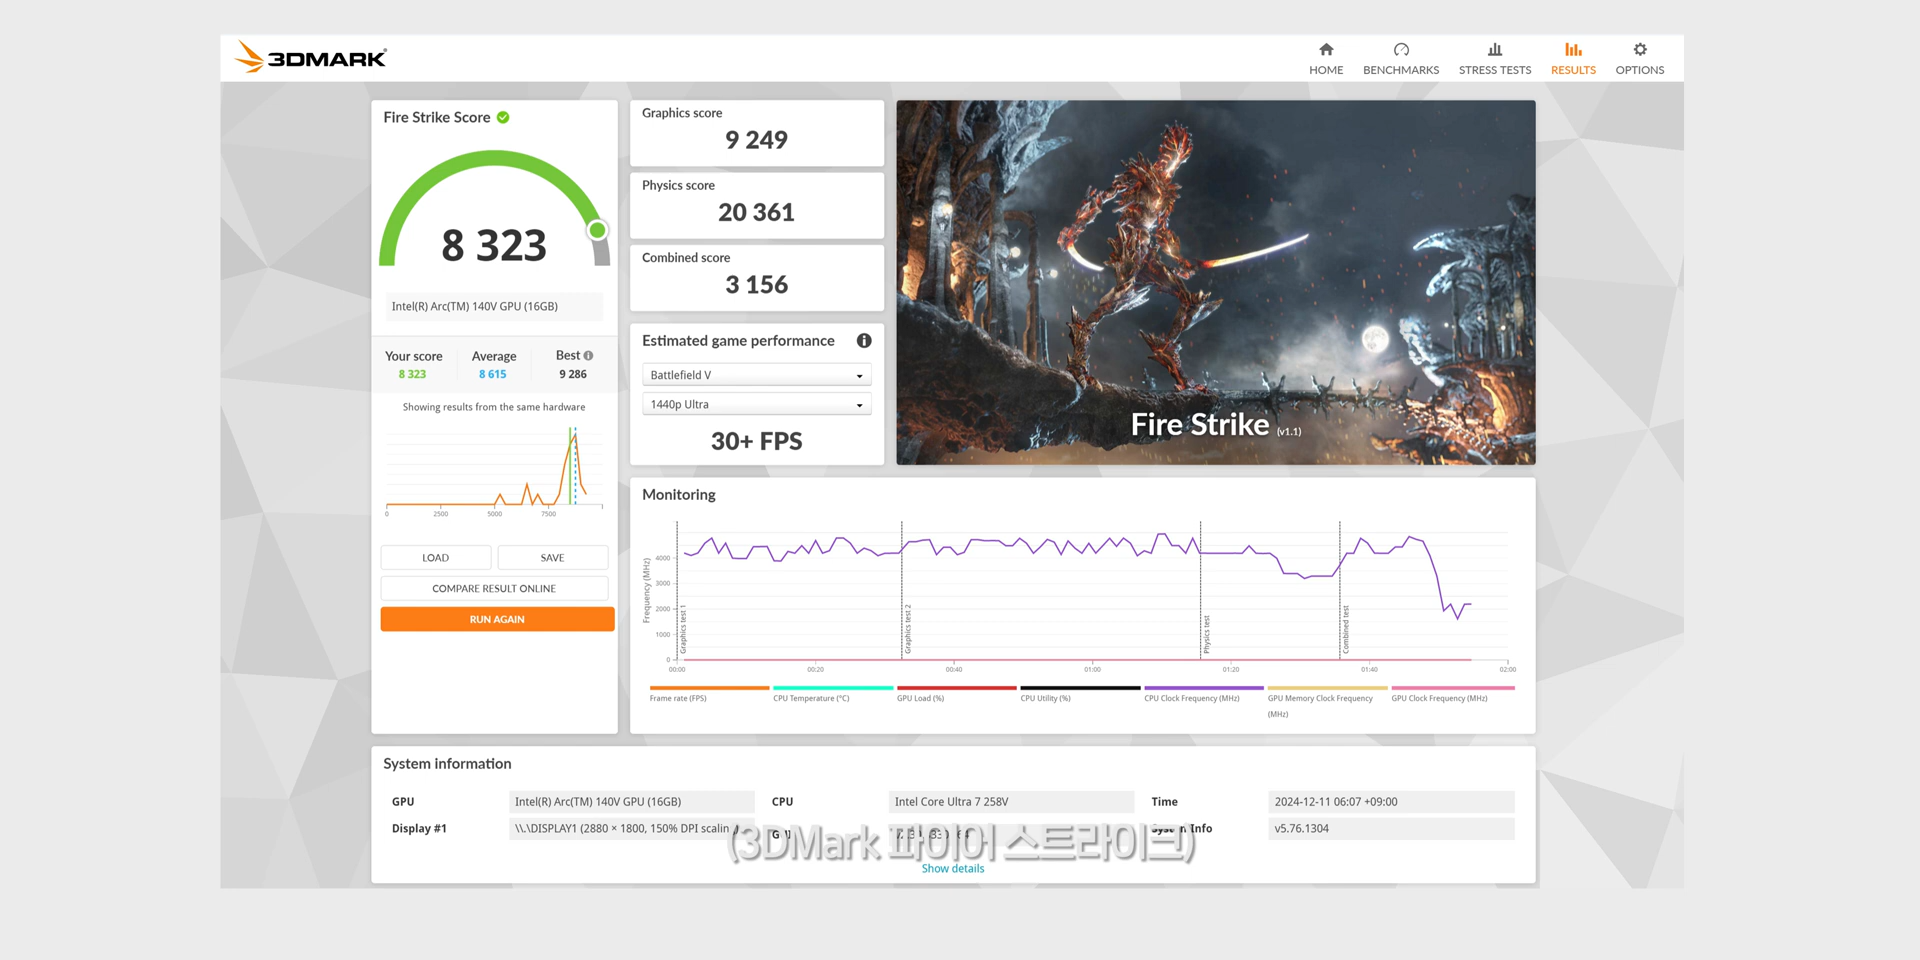 3DMARK
HOME
BENCHMARKS
STRESS TESTS
RESULTS
OPTIONS
Fire Strike Score
8 323
Intel(R) Arc(TM) 140V GPU (16GB)
Your score
Average
Best
8 323
8 615
9 286
Showing results from the same hardware
0
2500
5000
7500
LOAD
SAVE
COMPARE RESULT ONLINE
RUN AGAIN
Graphics score
9 249
Physics score
20 361
Combined score
3 156
Estimated game performance
Battlefield V
1440p Ultra
30+ FPS
Fire Strike (v1.1)
Monitoring
Frequency (MHz)
4000
3000
2000
1000
0
Graphics test 1
Graphics test 2
Physics test
Combined test
00:00
00:20
00:40
01:00
01:20
01:40
02:00
Frame rate (FPS)
CPU Temperature (°C)
GPU Load (%)
CPU Utility (%)
CPU Clock Frequency (MHz)
GPU Memory Clock Frequency
(MHz)
GPU Clock Frequency (MHz)
System information
GPU
Intel(R) Arc(TM) 140V GPU (16GB)
CPU
Intel Core Ultra 7 258V
Time
2024-12-11 06:07 +09:00
Display #1
\\.\DISPLAY1 (2880 × 1800, 150% DPI scaling)
Info
v5.76.1304
(3DMark 파이어 스트라이크)
Show details